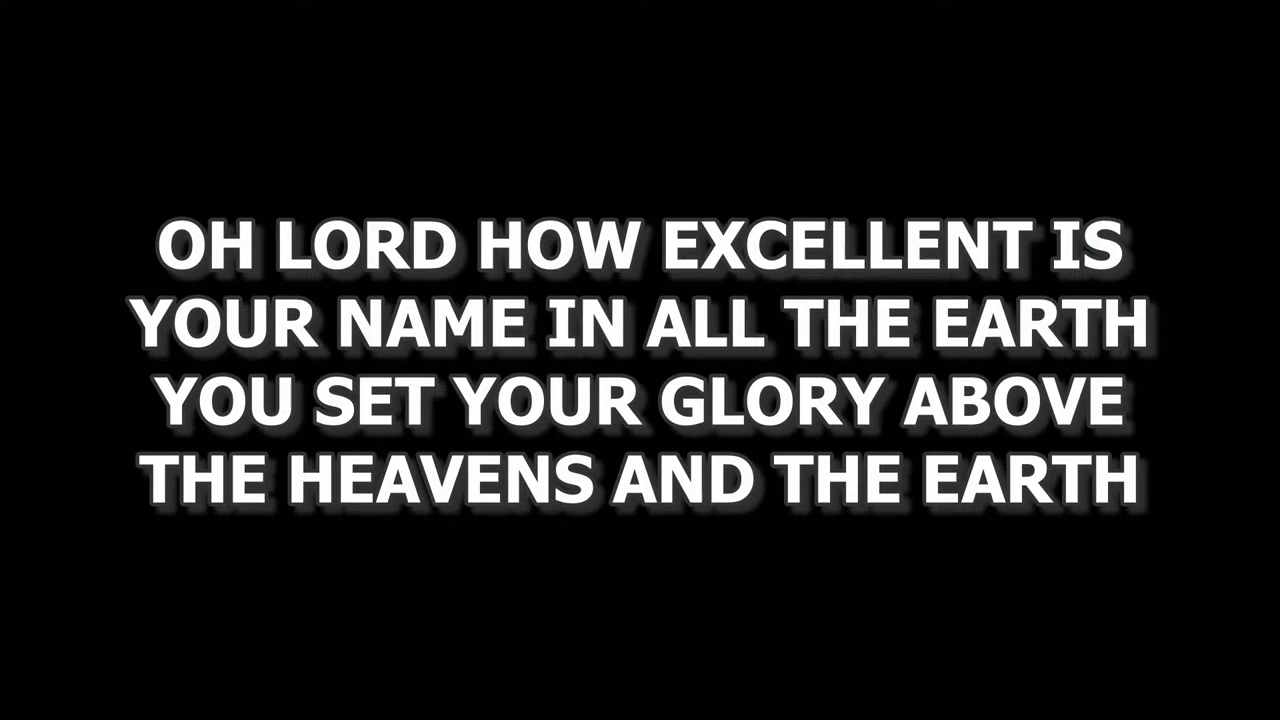 OH LORD HOW EXCELLENT IS
YOUR NAME IN ALL THE EARTH
YOU SET YOUR GLORY ABOVE
THE HEAVENS AND THE EARTH